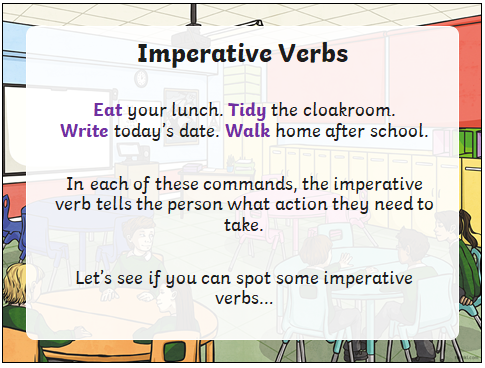 Imperative Verbs
Eat your lunch. Tidy the cloakroom.
Write today's date. Walk home after school.
In each of these commands, the imperative
verb tells the person what action they need to
take.
Let's see if you can spot some imperative
verbs...